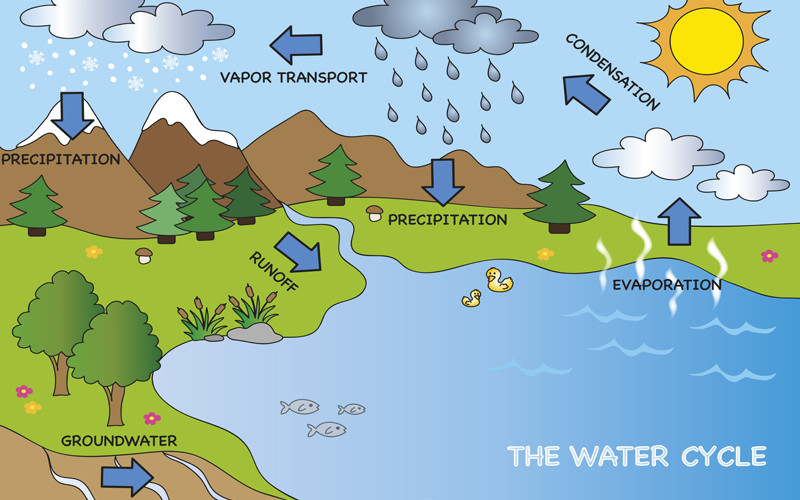 CONDENSATION
VAPOR TRANSPORT
PRECIPITATION
PRECIPITATION
RUNOFF
EVAPORATION
GROUNDWATER
THE WATER CYCLE